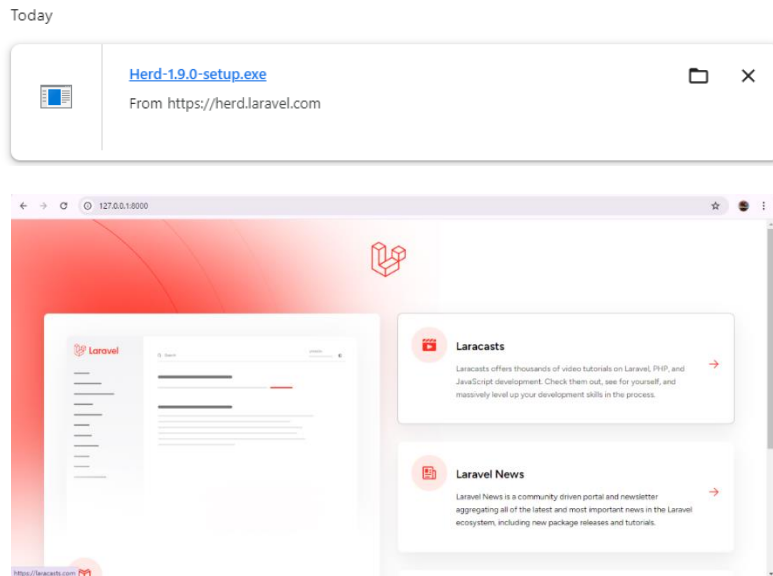 Today
Herd-1.9.0-setup.exe
From https://herd.laravel.com
127.0.0.1:8000
Laravel
Search
Laracasts
Laracasts offers thousands of video tutorials on Laravel, PHP, and
JavaScript development. Check them out, see for yourself, and
massively level up your development skills in the process.
Laravel News
Laravel News is a community driven portal and newsletter
aggregating all of the latest and most important news in the Laravel
ecosystem, including new package releases and tutorials.
https://laracasts.com